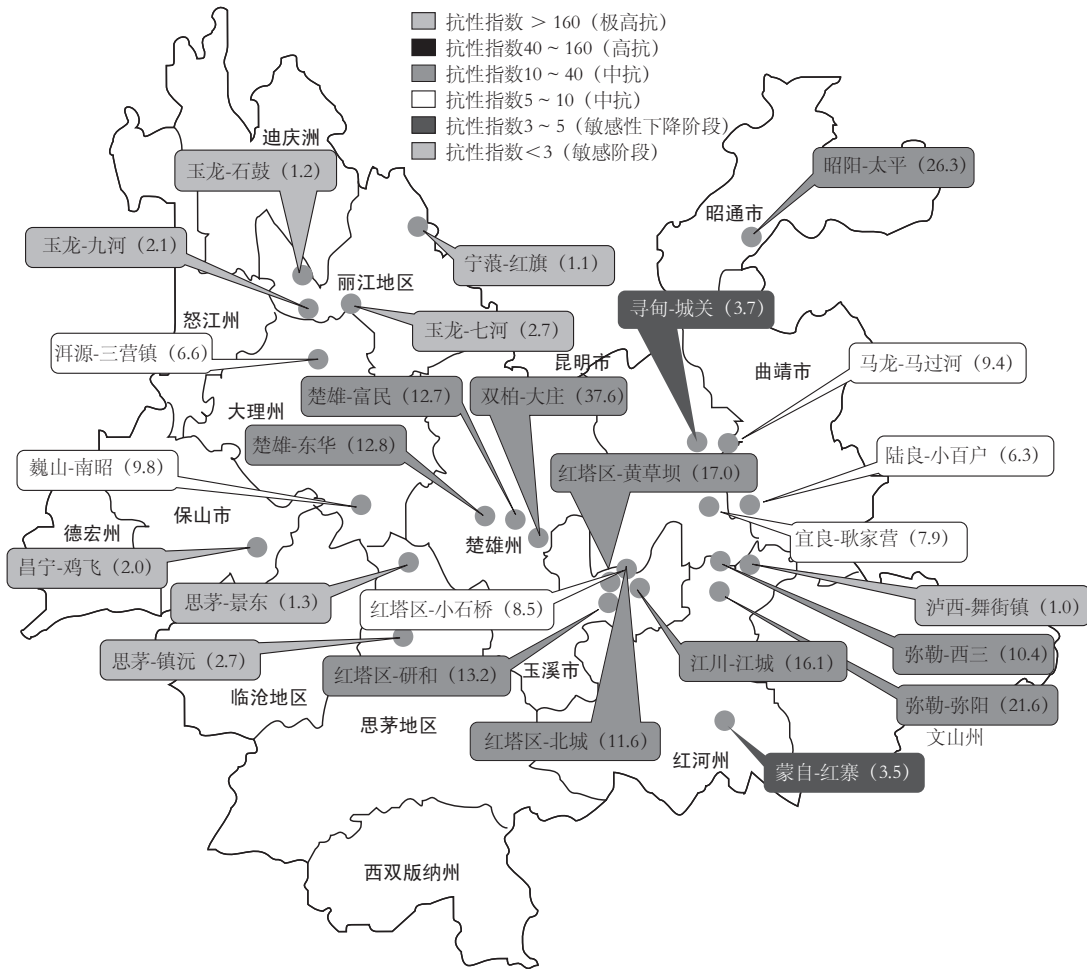 抗性指数 > 160（极高抗）
抗性指数40～160（高抗）
抗性指数10～40（中抗）
抗性指数5～10（中抗）
抗性指数3～5（敏感性下降阶段）
抗性指数<3（敏感阶段）
迪庆洲
玉龙-石鼓（1.2）
昭阳-太平（26.3）
昭通市
玉龙-九河（2.1）
宁蒗-红旗（1.1）
丽江地区
怒江州
寻甸-城关（3.7）
玉龙-七河（2.7）
洱源-三营镇（6.6）
昆明市
马龙-马过河（9.4）
曲靖市
楚雄-富民（12.7）
双柏-大庄（37.6）
大理州
楚雄-东华（12.8）
巍山-南昭（9.8）
红塔区-黄草坝（17.0）
陆良-小百户（6.3）
保山市
德宏州
楚雄州
宜良-耿家营（7.9）
昌宁-鸡飞（2.0）
思茅-景东（1.3）
红塔区-小石桥（8.5）
泸西-舞街镇（1.0）
思茅-镇沅（2.7）
红塔区-研和（13.2）
玉溪市
江川-江城（16.1）
弥勒-西三（10.4）
临沧地区
思茅地区
红塔区-北城（11.6）
弥勒-弥阳（21.6）
文山州
红河州
蒙自-红寨（3.5）
西双版纳州